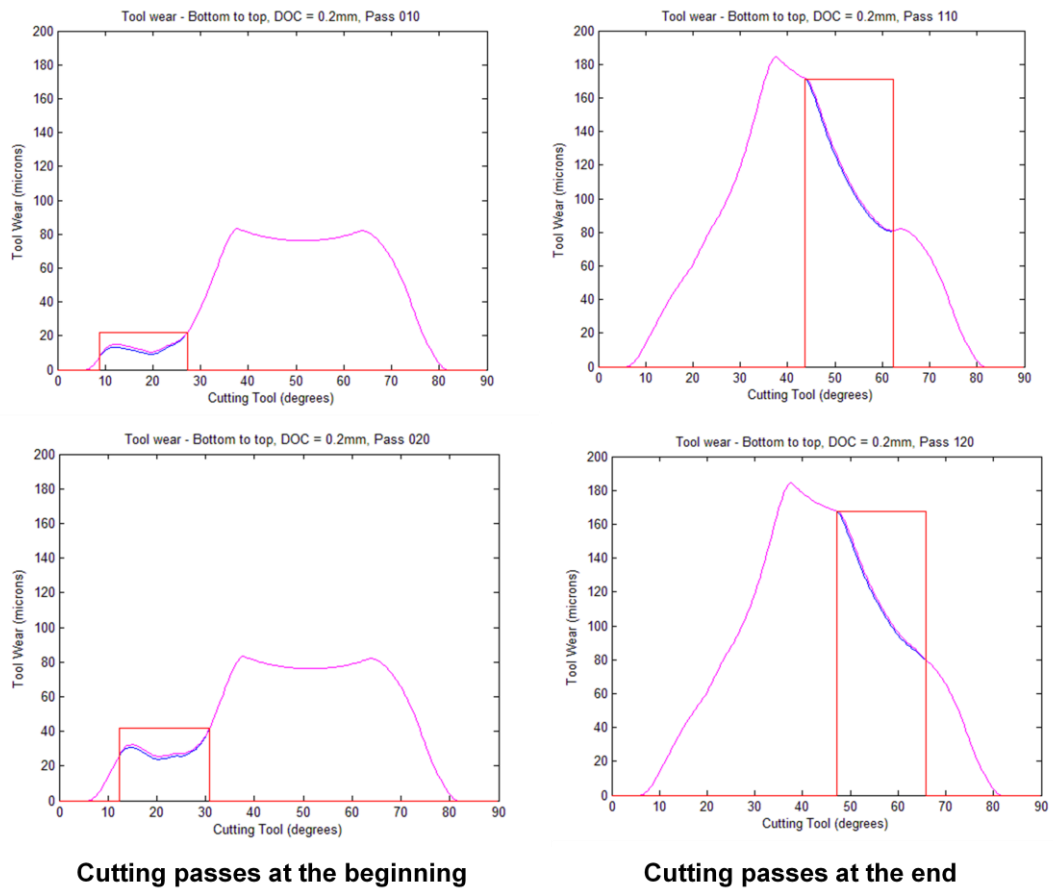 Tool wear - Bottom to top, DOC = 0.2mm, Pass 010
200
180
160
140
120
100
80
60
40
20
0
Tool Wear (microns)
0 10 20 30 40 50 60 70 80 90
Cutting Tool (degrees)
Tool wear - Bottom to top, DOC = 0.2mm, Pass 110
200
180
160
140
120
100
80
60
40
20
0
Tool Wear (microns)
0 10 20 30 40 50 60 70 80 90
Cutting Tool (degrees)
Tool wear - Bottom to top, DOC = 0.2mm, Pass 020
200
180
160
140
120
100
80
60
40
20
0
Tool Wear (microns)
0 10 20 30 40 50 60 70 80 90
Cutting Tool (degrees)
Tool wear - Bottom to top, DOC = 0.2mm, Pass 120
200
180
160
140
120
100
80
60
40
20
0
Tool Wear (microns)
0 10 20 30 40 50 60 70 80 90
Cutting Tool (degrees)
Cutting passes at the beginning
Cutting passes at the end